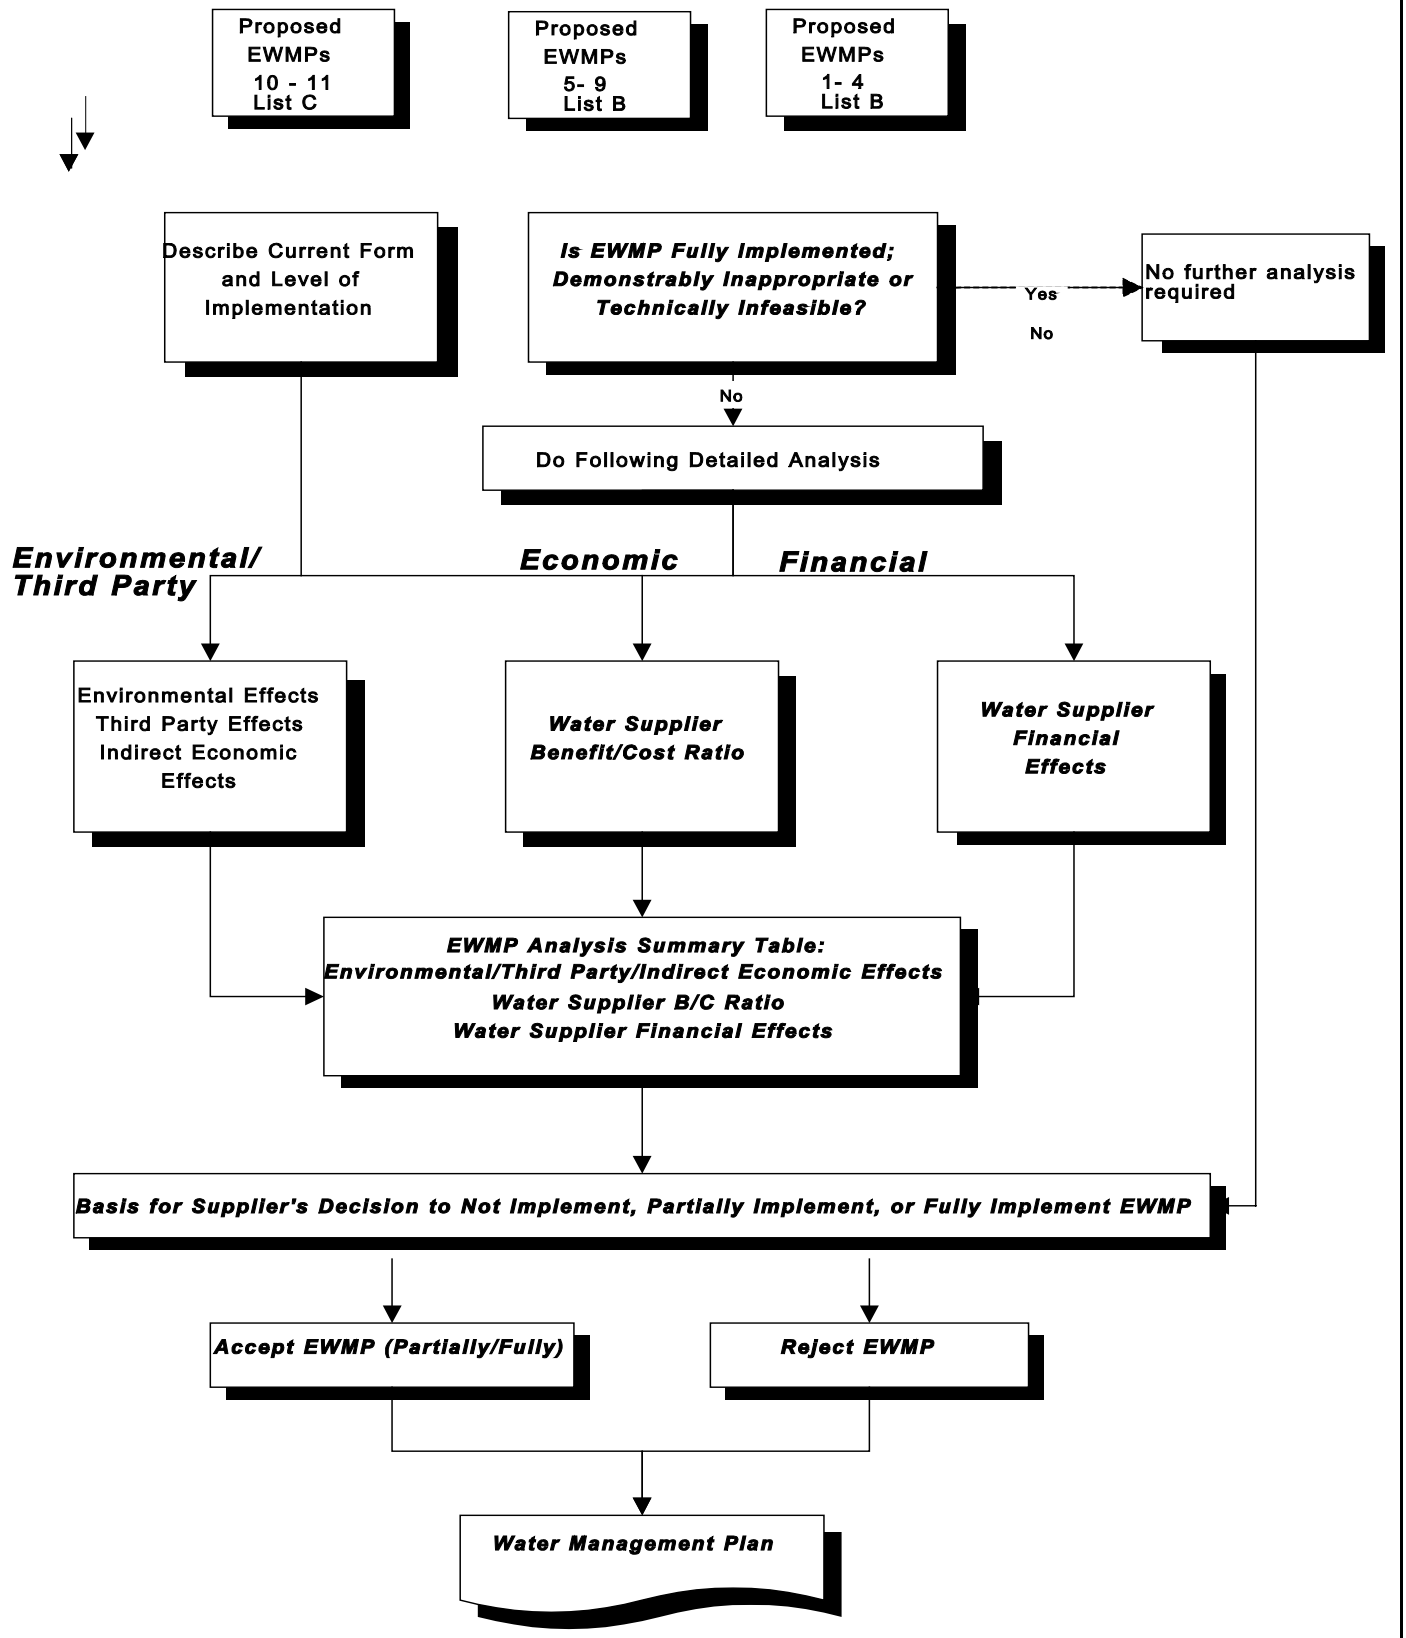 Proposed
EWMPs
10 - 11
List C
Proposed
EWMPs
5- 9
List B
Proposed
EWMPs
1- 4
List B
Describe Current Form
and Level of
Implementation
Is EWMP Fully Implemented;
Demonstrably Inappropriate or
Technically Infeasible?
Yes
No
No further analysis
required
No
Do Following Detailed Analysis
Environmental/
Third Party
Economic
Financial
Environmental Effects
Third Party Effects
Indirect Economic
Effects
Water Supplier
Benefit/Cost Ratio
Water Supplier
Financial
Effects
EWMP Analysis Summary Table:
Environmental/Third Party/Indirect Economic Effects
Water Supplier B/C Ratio
Water Supplier Financial Effects
Basis for Supplier's Decision to Not Implement, Partially Implement, or Fully Implement EWMP
Accept EWMP (Partially/Fully)
Reject EWMP
Water Management Plan